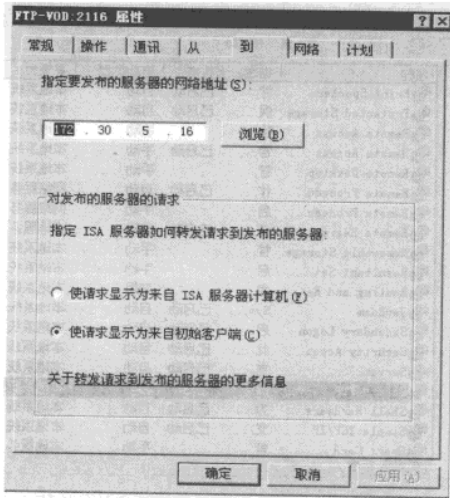 FTP-VOD:2116 属性
常规 操作 通讯 从 到 网络 计划
指定要发布的服务器的网络地址(S):
172 . 30 . 5 . 16 浏览(B)
对发布的服务器的请求
指定 ISA 服务器如何转发请求到发布的服务器
使请求显示为来自 ISA 服务器计算机(F)
使请求显示为来自初始客户端(C)
关于转发请求到发布的服务器的更多信息
确定 取消 应用(A)